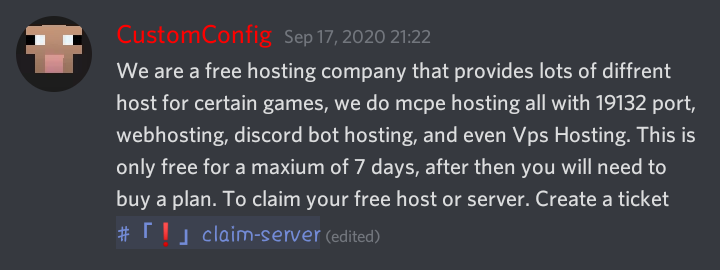 CustomConfig Sep 17, 2020 21:22
We are a free hosting company that provides lots of diffrent
host for certain games, we do mcpe hosting all with 19132 port,
webhosting, discord bot hosting, and even Vps Hosting. This is
only free for a maxium of 7 days, after then you will need to
buy a plan. To claim your free host or server. Create a ticket
# 「❗」claim-server (edited)